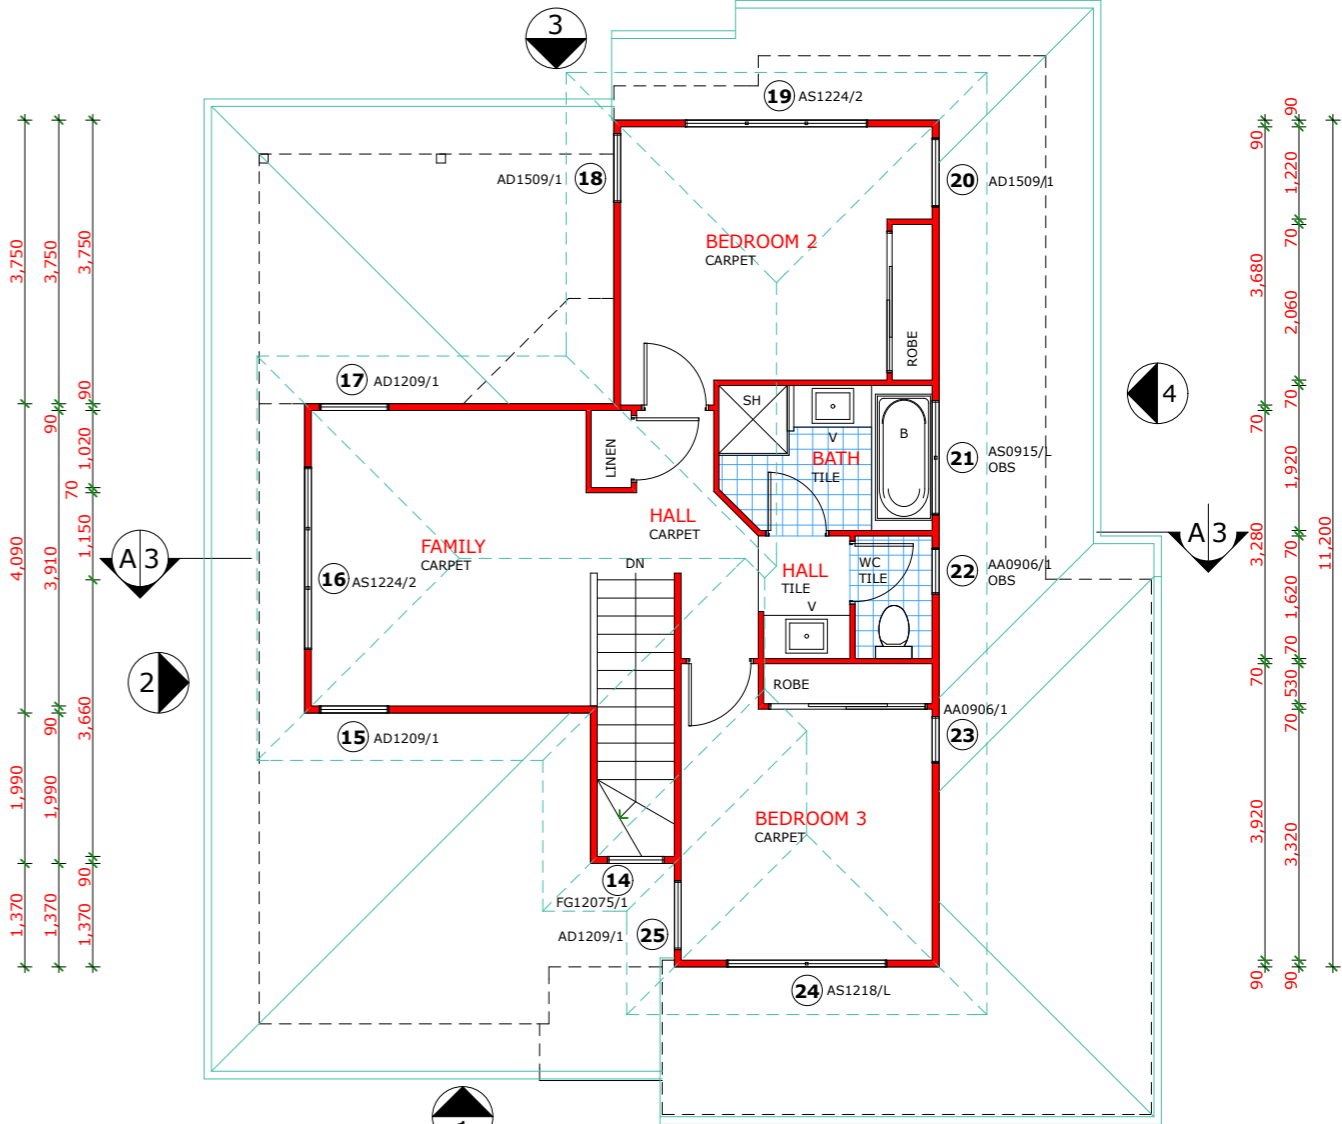 3
19 AS1224/2
AD1509/1 18
20 AD1509/1
BEDROOM 2
CARPET
ROBE
17 AD1209/1
4
SH
V
B
BATH
TILE
21 AS0915/L
OBS
LINEN
HALL
CARPET
FAMILY
CARPET
A 3
A 3
DN
16 AS1224/2
HALL
TILE
V
WC
TILE
22 AA0906/1
OBS
2
ROBE
AA0906/1
23
15 AD1209/1
BEDROOM 3
CARPET
14
FG12075/1
AD1209/1 25
24 AS1218/L
3,750
4,090
1,990
1,370
3,750
90
3,910
90
1,990
1,370
3,750
90
1,020
70
1,150
3,660
90
1,370
90
3,680
70
3,280
70
3,920
90
90
1,220
70
2,060
70
1,920
70
1,620
70
530
70
3,320
90
11,200